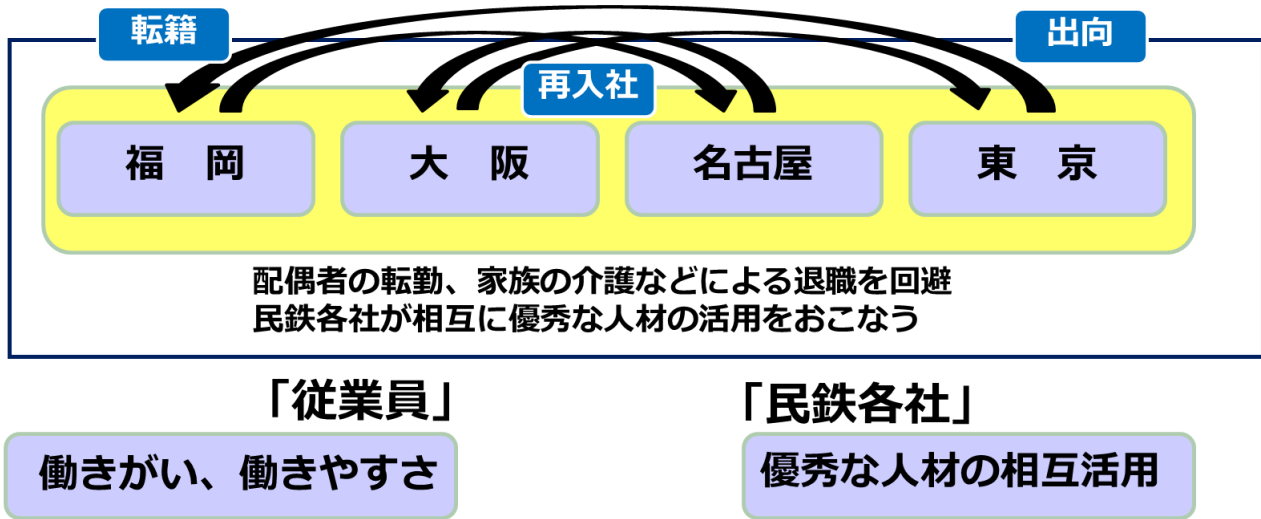 転籍
出向
再入社
福　岡
大　阪
名古屋
東　京
配偶者の転勤、家族の介護などによる退職を回避
民鉄各社が相互に優秀な人材の活用をおこなう
「従業員」
「民鉄各社」
働きがい、働きやすさ
優秀な人材の相互活用